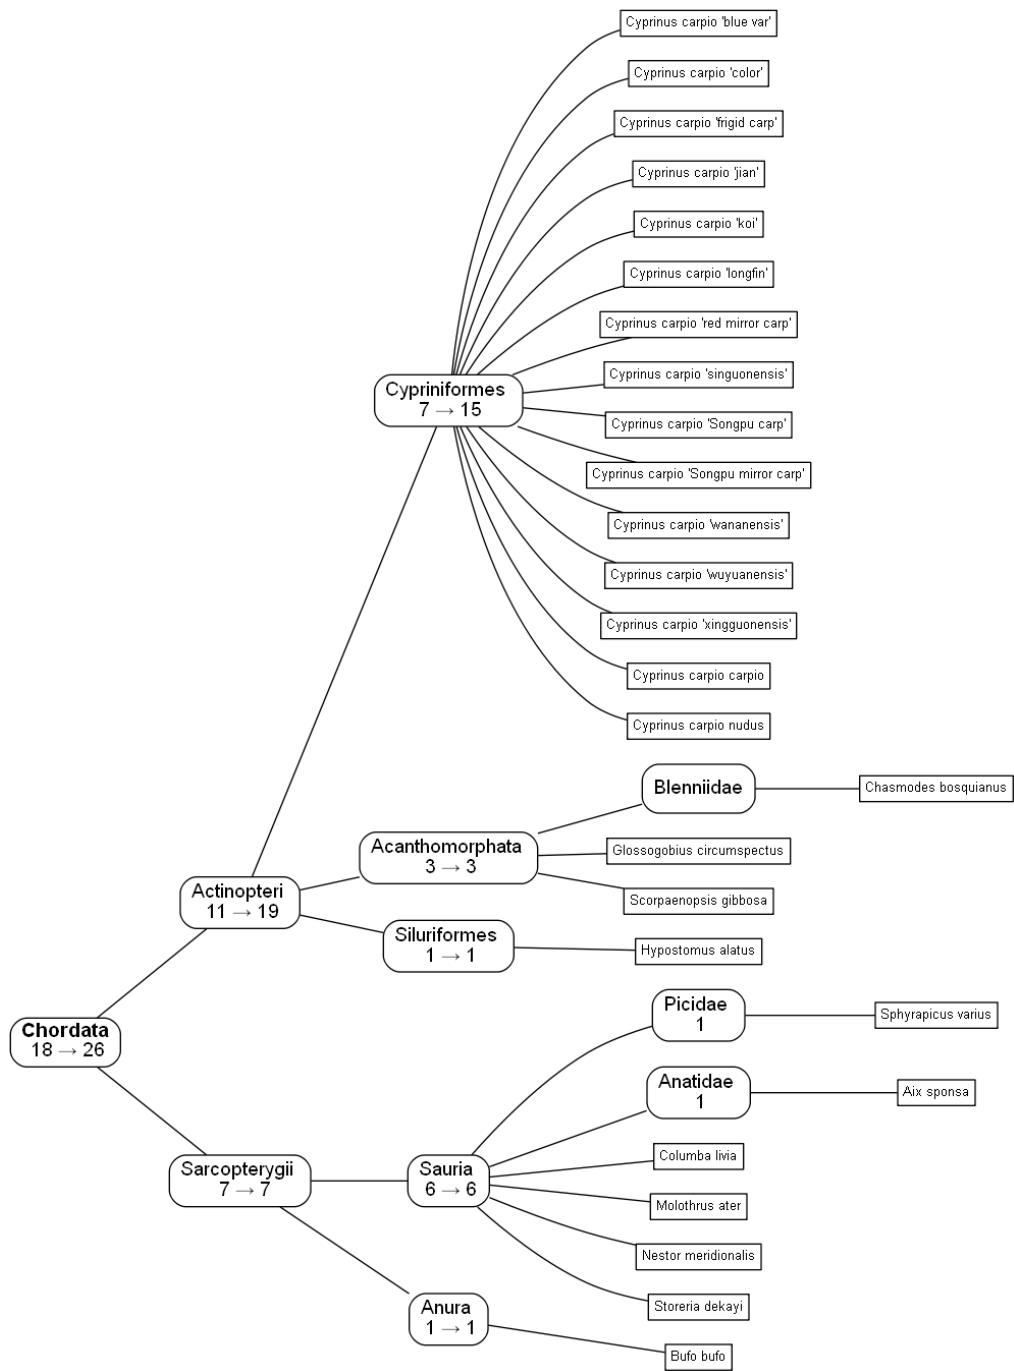 Cyprinus carpio 'blue var'
Cyprinus carpio 'color'
Cyprinus carpio 'frigid carp'
Cyprinus carpio 'jian'
Cyprinus carpio 'koi'
Cyprinus carpio 'longfin'
Cyprinus carpio 'red mirror carp'
Cyprinus carpio 'singuonensis'
Cypriniformes
7 → 15
Cyprinus carpio 'Songpu carp'
Cyprinus carpio 'Songpu mirror carp'
Cyprinus carpio 'wananensis'
Cyprinus carpio 'wuyuanensis'
Cyprinus carpio 'xingguonensis'
Cyprinus carpio carpio
Cyprinus carpio nudus
Blenniidae
Chasmodes bosquianus
Acanthomorphata
3 → 3
Glossogobius circumspectus
Scorpaenopsis gibbosa
Actinopteri
11 → 19
Siluriformes
1 → 1
Hypostomus alatus
Picidae
1
Sphyrapicus varius
Chordata
18 → 26
Anatidae
1
Aix sponsa
Columba livia
Sarcopterygii
7 → 7
Sauria
6 → 6
Molothrus ater
Nestor meridionalis
Storeria dekayi
Anura
1 → 1
Bufo bufo